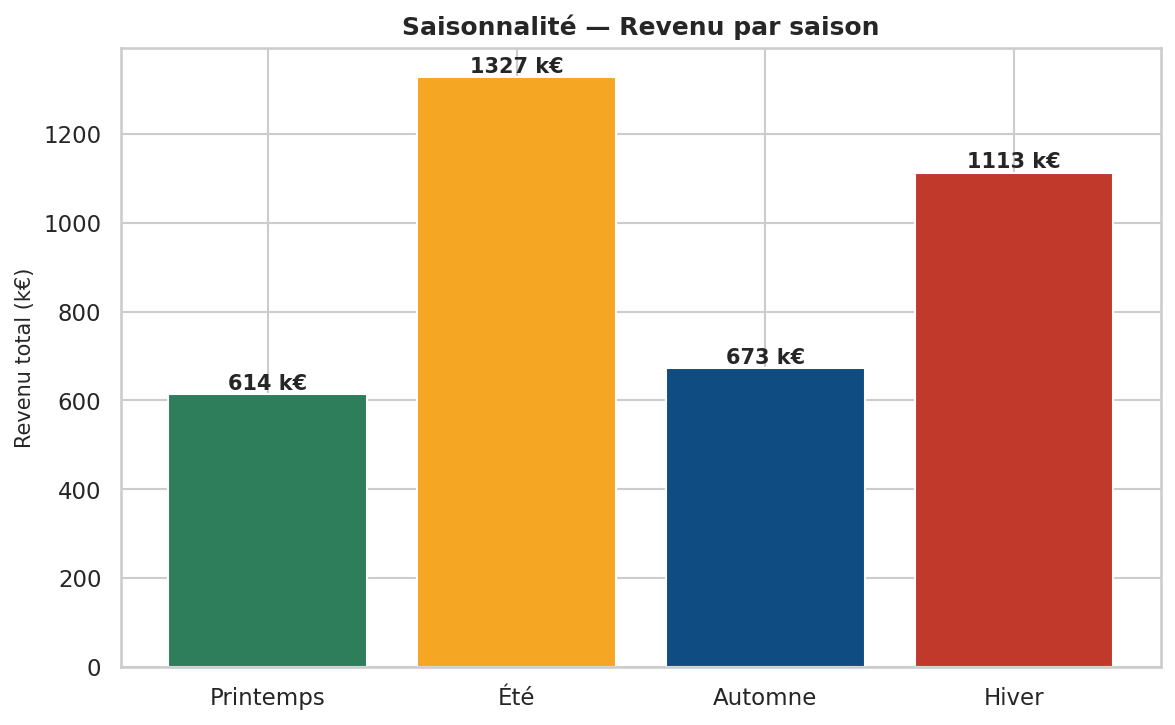 Saisonnalité — Revenu par saison
Revenu total (k€)
1200
1000
800
600
400
200
0
614 k€
1327 k€
673 k€
1113 k€
Printemps
Été
Automne
Hiver